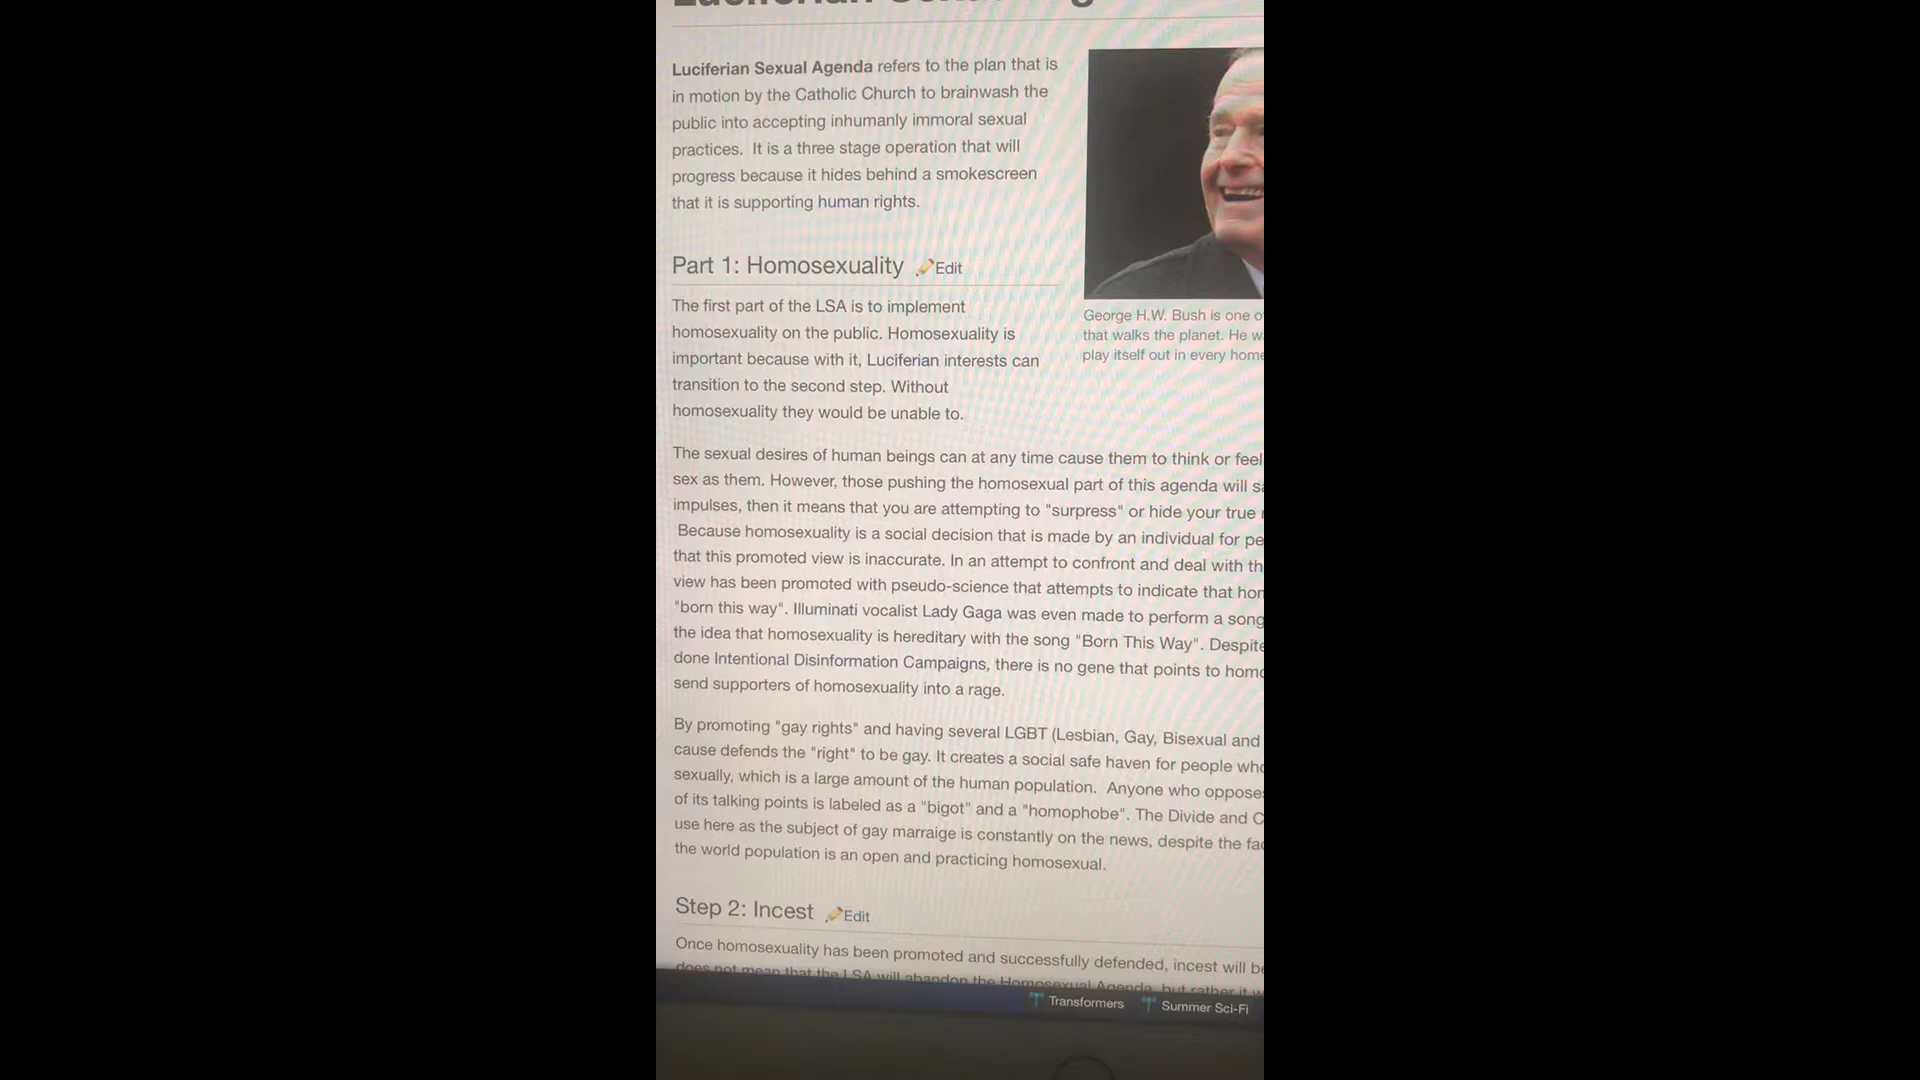 Luciferian Sexual Agenda refers to the plan that is
in motion by the Catholic Church to brainwash the
public into accepting inhumanly immoral sexual
practices.  It is a three stage operation that will
progress because it hides behind a smokescreen
that it is supporting human rights.
George H.W. Bush is one
that walks the planet. He
play itself out in every
Part 1: Homosexuality Edit
The first part of the LSA is to implement
homosexuality on the public. Homosexuality is
important because with it, Luciferian interests can
transition to the second step. Without
homosexuality they would be unable to.
The sexual desires of human beings can at any time cause them to think or feel
sex as them. However, those pushing the homosexual part of this agenda will
impulses, then it means that you are attempting to "surpress" or hide your true
Because homosexuality is a social decision that is made by an individual for
that this promoted view is inaccurate. In an attempt to confront and deal with
view has been promoted with pseudo-science that attempts to indicate that
"born this way". Illuminati vocalist Lady Gaga was even made to perform a song
the idea that homosexuality is hereditary with the song "Born This Way".
done Intentional Disinformation Campaigns, there is no gene that points to
send supporters of homosexuality into a rage.
By promoting "gay rights" and having several LGBT (Lesbian, Gay, Bisexual and
cause defends the "right" to be gay. It creates a social safe haven for people
sexually, which is a large amount of the human population.  Anyone who
of its talking points is labeled as a "bigot" and a "homophobe". The Divide and
use here as the subject of gay marraige is constantly on the news, despite the
the world population is an open and practicing homosexual.
Step 2: Incest Edit
Once homosexuality has been promoted and successfully defended, incest will
does not mean that the LSA will abandon the Homosexual Agenda, but rather it
Transformers Summer Sci-Fi